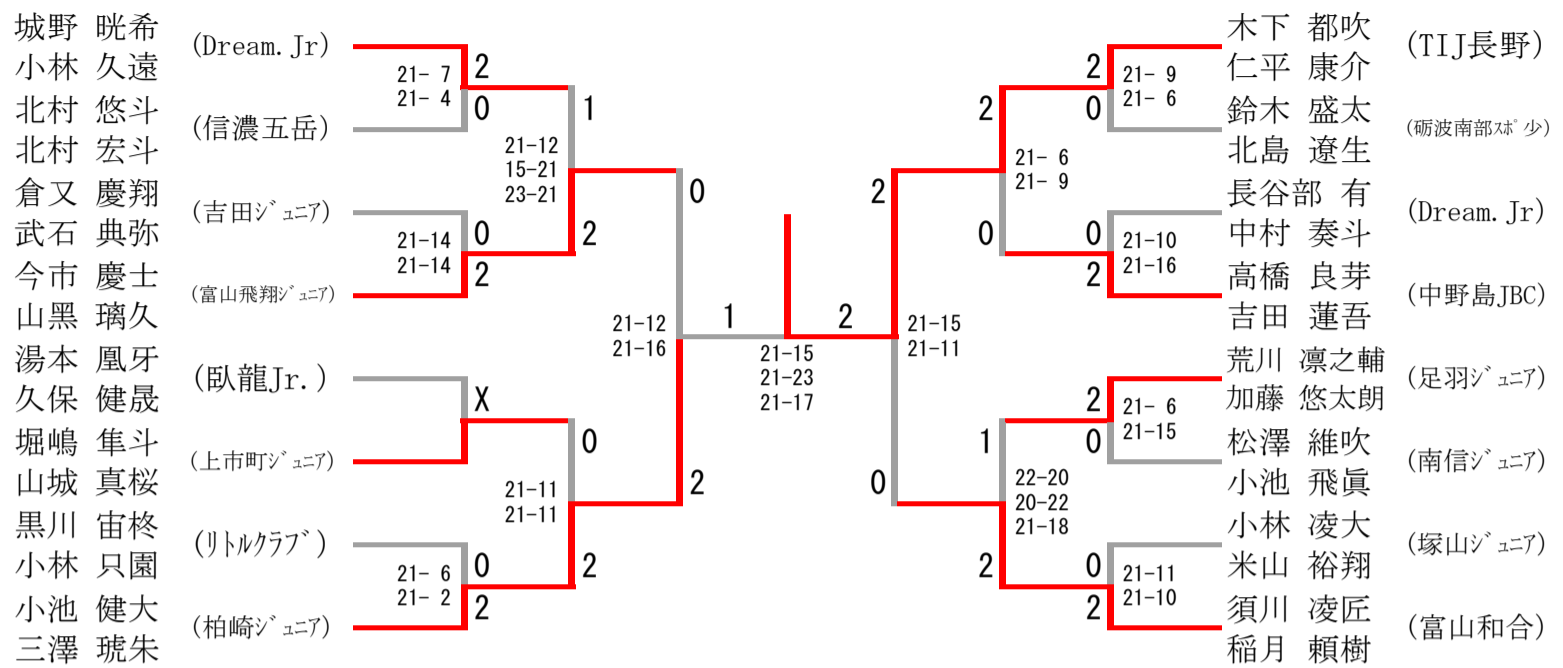 城野 晄希
小林 久遠
(Dream.Jr)
北村 悠斗
北村 宏斗
(信濃五岳)
倉又 慶翔
武石 典弥
(吉田ｼﾞｭﾆｱ)
今市 慶士
山黑 璃久
(富山飛翔ｼﾞｭﾆｱ)
湯本 凰牙
久保 健晟
(臥龍Jr.)
堀嶋 隼斗
山城 真桜
(上市町ｼﾞｭﾆｱ)
黒川 宙柊
小林 只園
(ﾘﾄﾙｸﾗﾌﾞ)
小池 健大
三澤 琥朱
(柏崎ｼﾞｭﾆｱ)
21- 7
21- 4
2
0
21-14
21-14
0
2
X
21- 6
21- 2
0
2
1
21-12
15-21
23-21
2
0
21-11
21-11
2
0
21-12
21-16
2
1
2
21-15
21-23
21-17
2
21-15
21-11
0
2
21- 6
21- 9
0
1
22-20
20-22
21-18
2
2
0
21- 9
21- 6
0
2
21-10
21-16
2
0
21- 6
21-15
0
2
21-11
21-10
木下 都吹
仁平 康介
(TIJ長野)
鈴木 盛太
北島 遼生
(砺波南部ｽﾎﾟ少)
長谷部 有
中村 奏斗
(Dream.Jr)
高橋 良芽
吉田 蓮吾
(中野島JBC)
荒川 凛之輔
加藤 悠太朗
(足羽ｼﾞｭﾆｱ)
松澤 維吹
小池 飛眞
(南信ｼﾞｭﾆｱ)
小林 凌大
米山 裕翔
(塚山ｼﾞｭﾆｱ)
須川 凌匠
稲月 頼樹
(富山和合)